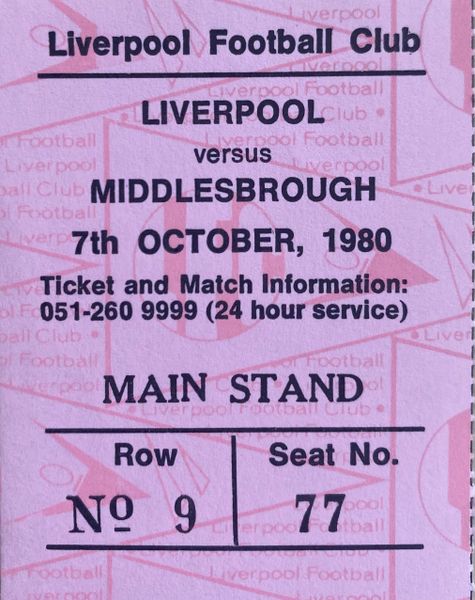 Liverpool Football Club
LIVERPOOL
versus
MIDDLESBROUGH
7th OCTOBER, 1980
Ticket and Match Information:
051-260 9999 (24 hour service)
MAIN STAND
Row
Seat No.
Nº 9
77